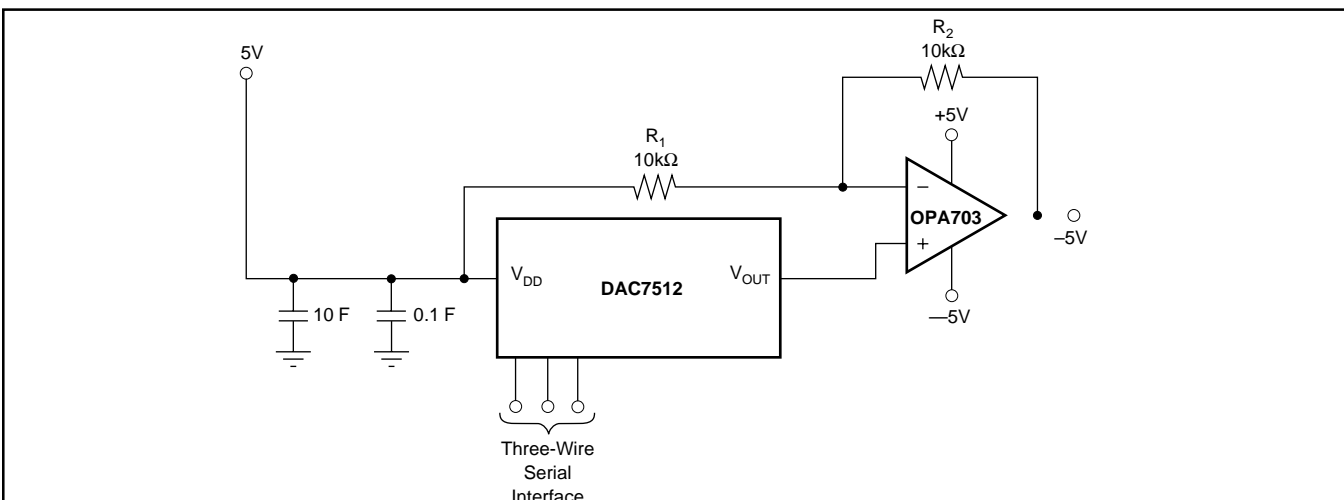 5V
R2
10kΩ
+5V
R1
10kΩ
−
OPA703
+
–5V
VDD
DAC7512
VOUT
10 F
0.1 F
—5V
Three-Wire
Serial
Interface